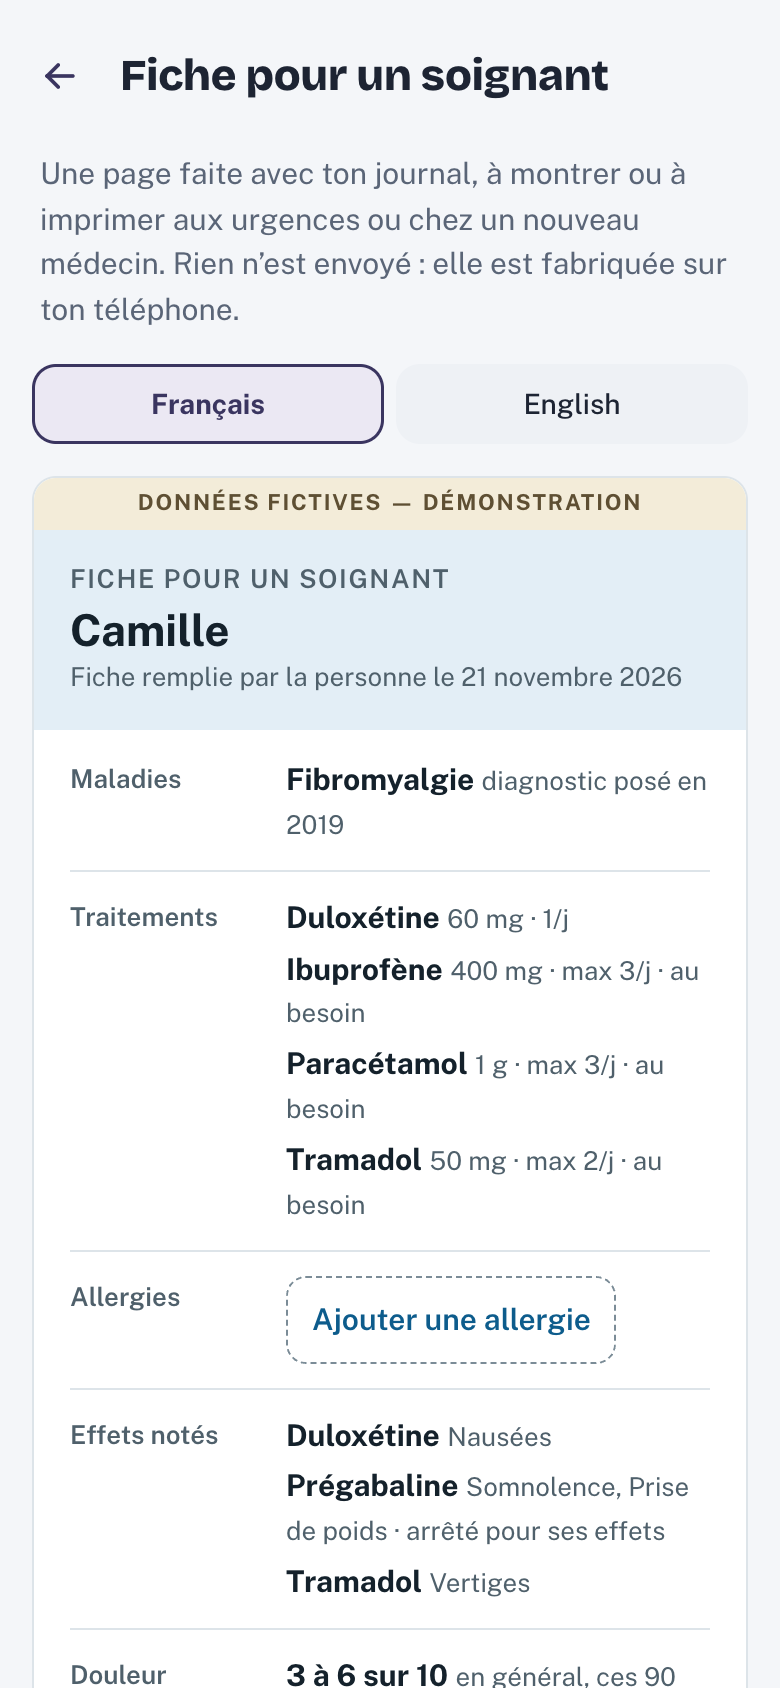 Fiche pour un soignant
Une page faite avec ton journal, à montrer ou à
imprimer aux urgences ou chez un nouveau
médecin. Rien n’est envoyé : elle est fabriquée sur
ton téléphone.
Français
English
DONNÉES FICTIVES — DÉMONSTRATION
FICHE POUR UN SOIGNANT
Camille
Fiche remplie par la personne le 21 novembre 2026
Maladies
Fibromyalgie diagnostic posé en
2019
Traitements
Duloxétine 60 mg · 1/j
Ibuprofène 400 mg · max 3/j · au
besoin
Paracétamol 1 g · max 3/j · au
besoin
Tramadol 50 mg · max 2/j · au
besoin
Allergies
Ajouter une allergie
Effets notés
Duloxétine Nausées
Prégabaline Somnolence, Prise
de poids · arrêté pour ses effets
Tramadol Vertiges
Douleur
3 à 6 sur 10 en général, ces 90